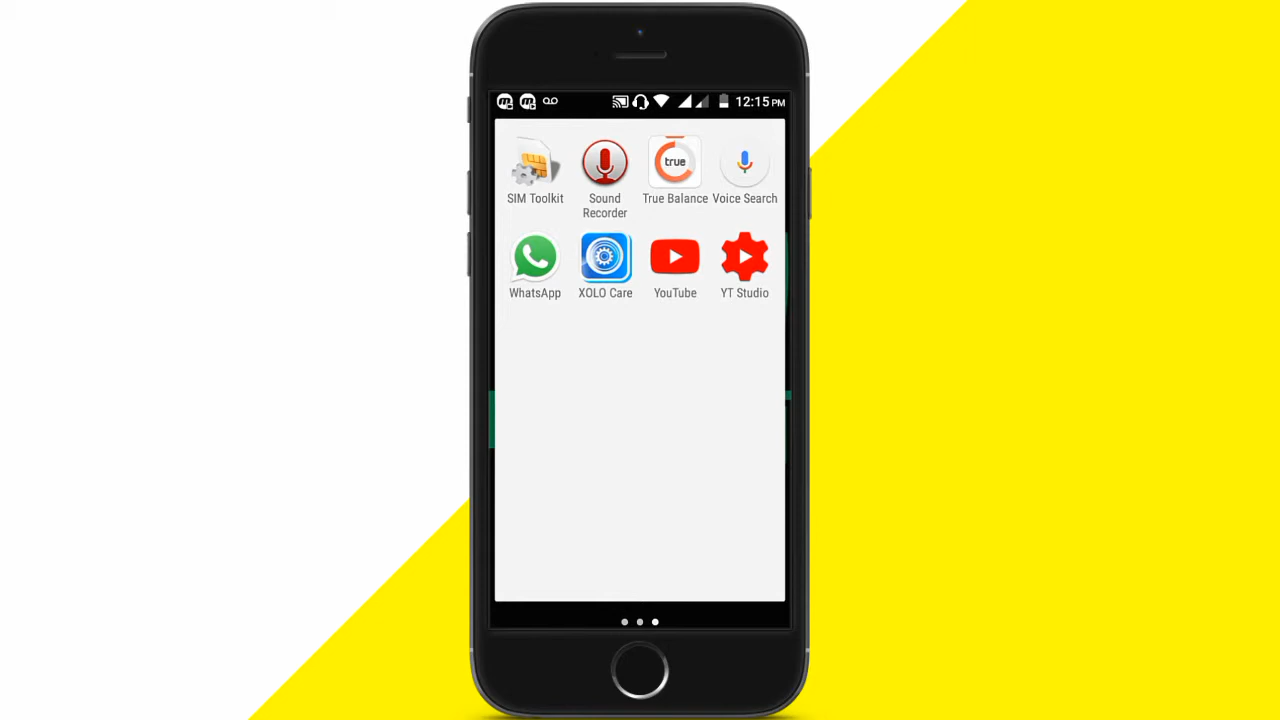 12:15 PM
SIM Toolkit
Sound
Recorder
true
True Balance
Voice Search
WhatsApp
XOLO Care
YouTube
YT Studio